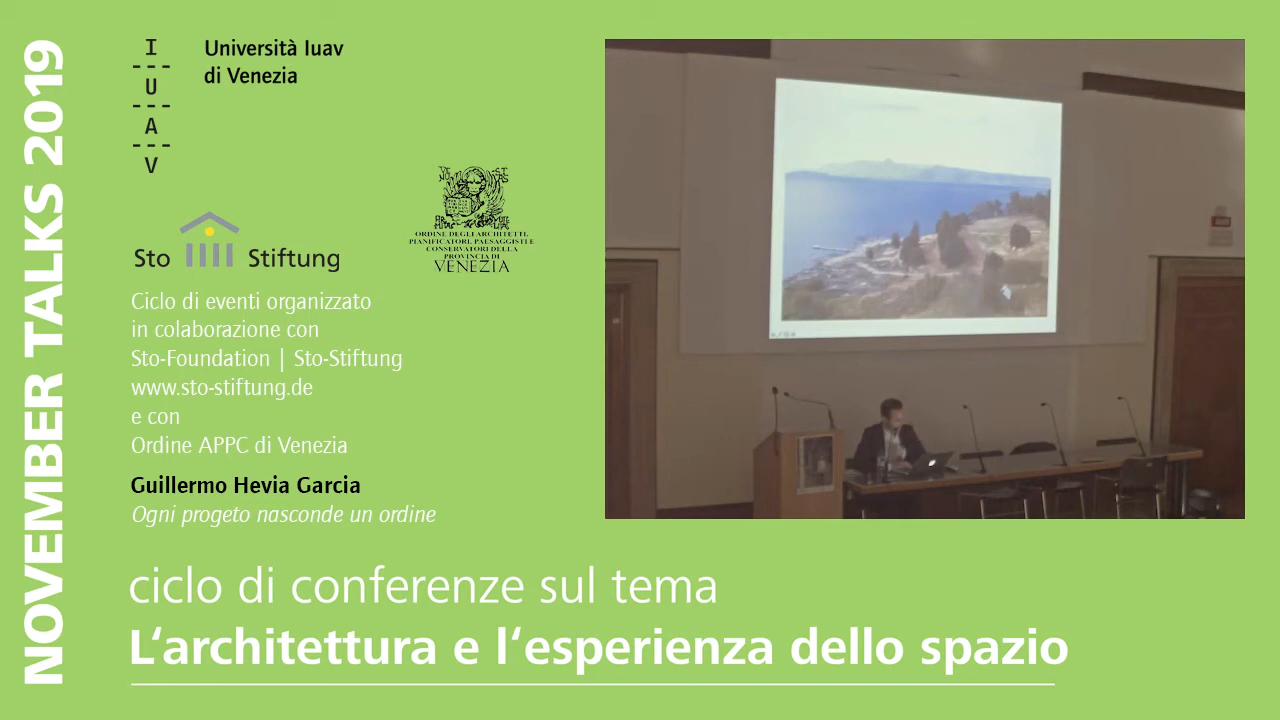 NOVEMBER TALKS 2019
I
U
A
V
Università Iuav
di Venezia
Sto Stiftung
ORDINE DEGLI ARCHITETTI,
PIANIFICATORI, PAESAGGISTI E
CONSERVATORI DELLA
PROVINCIA DI
VENEZIA
Ciclo di eventi organizzato
in colaborazione con
Sto-Foundation | Sto-Stiftung
www.sto-stiftung.de
e con
Ordine APPC di Venezia
Guillermo Hevia Garcia
Ogni progeto nasconde un ordine
ciclo di conferenze sul tema
L‘architettura e l‘esperienza dello spazio